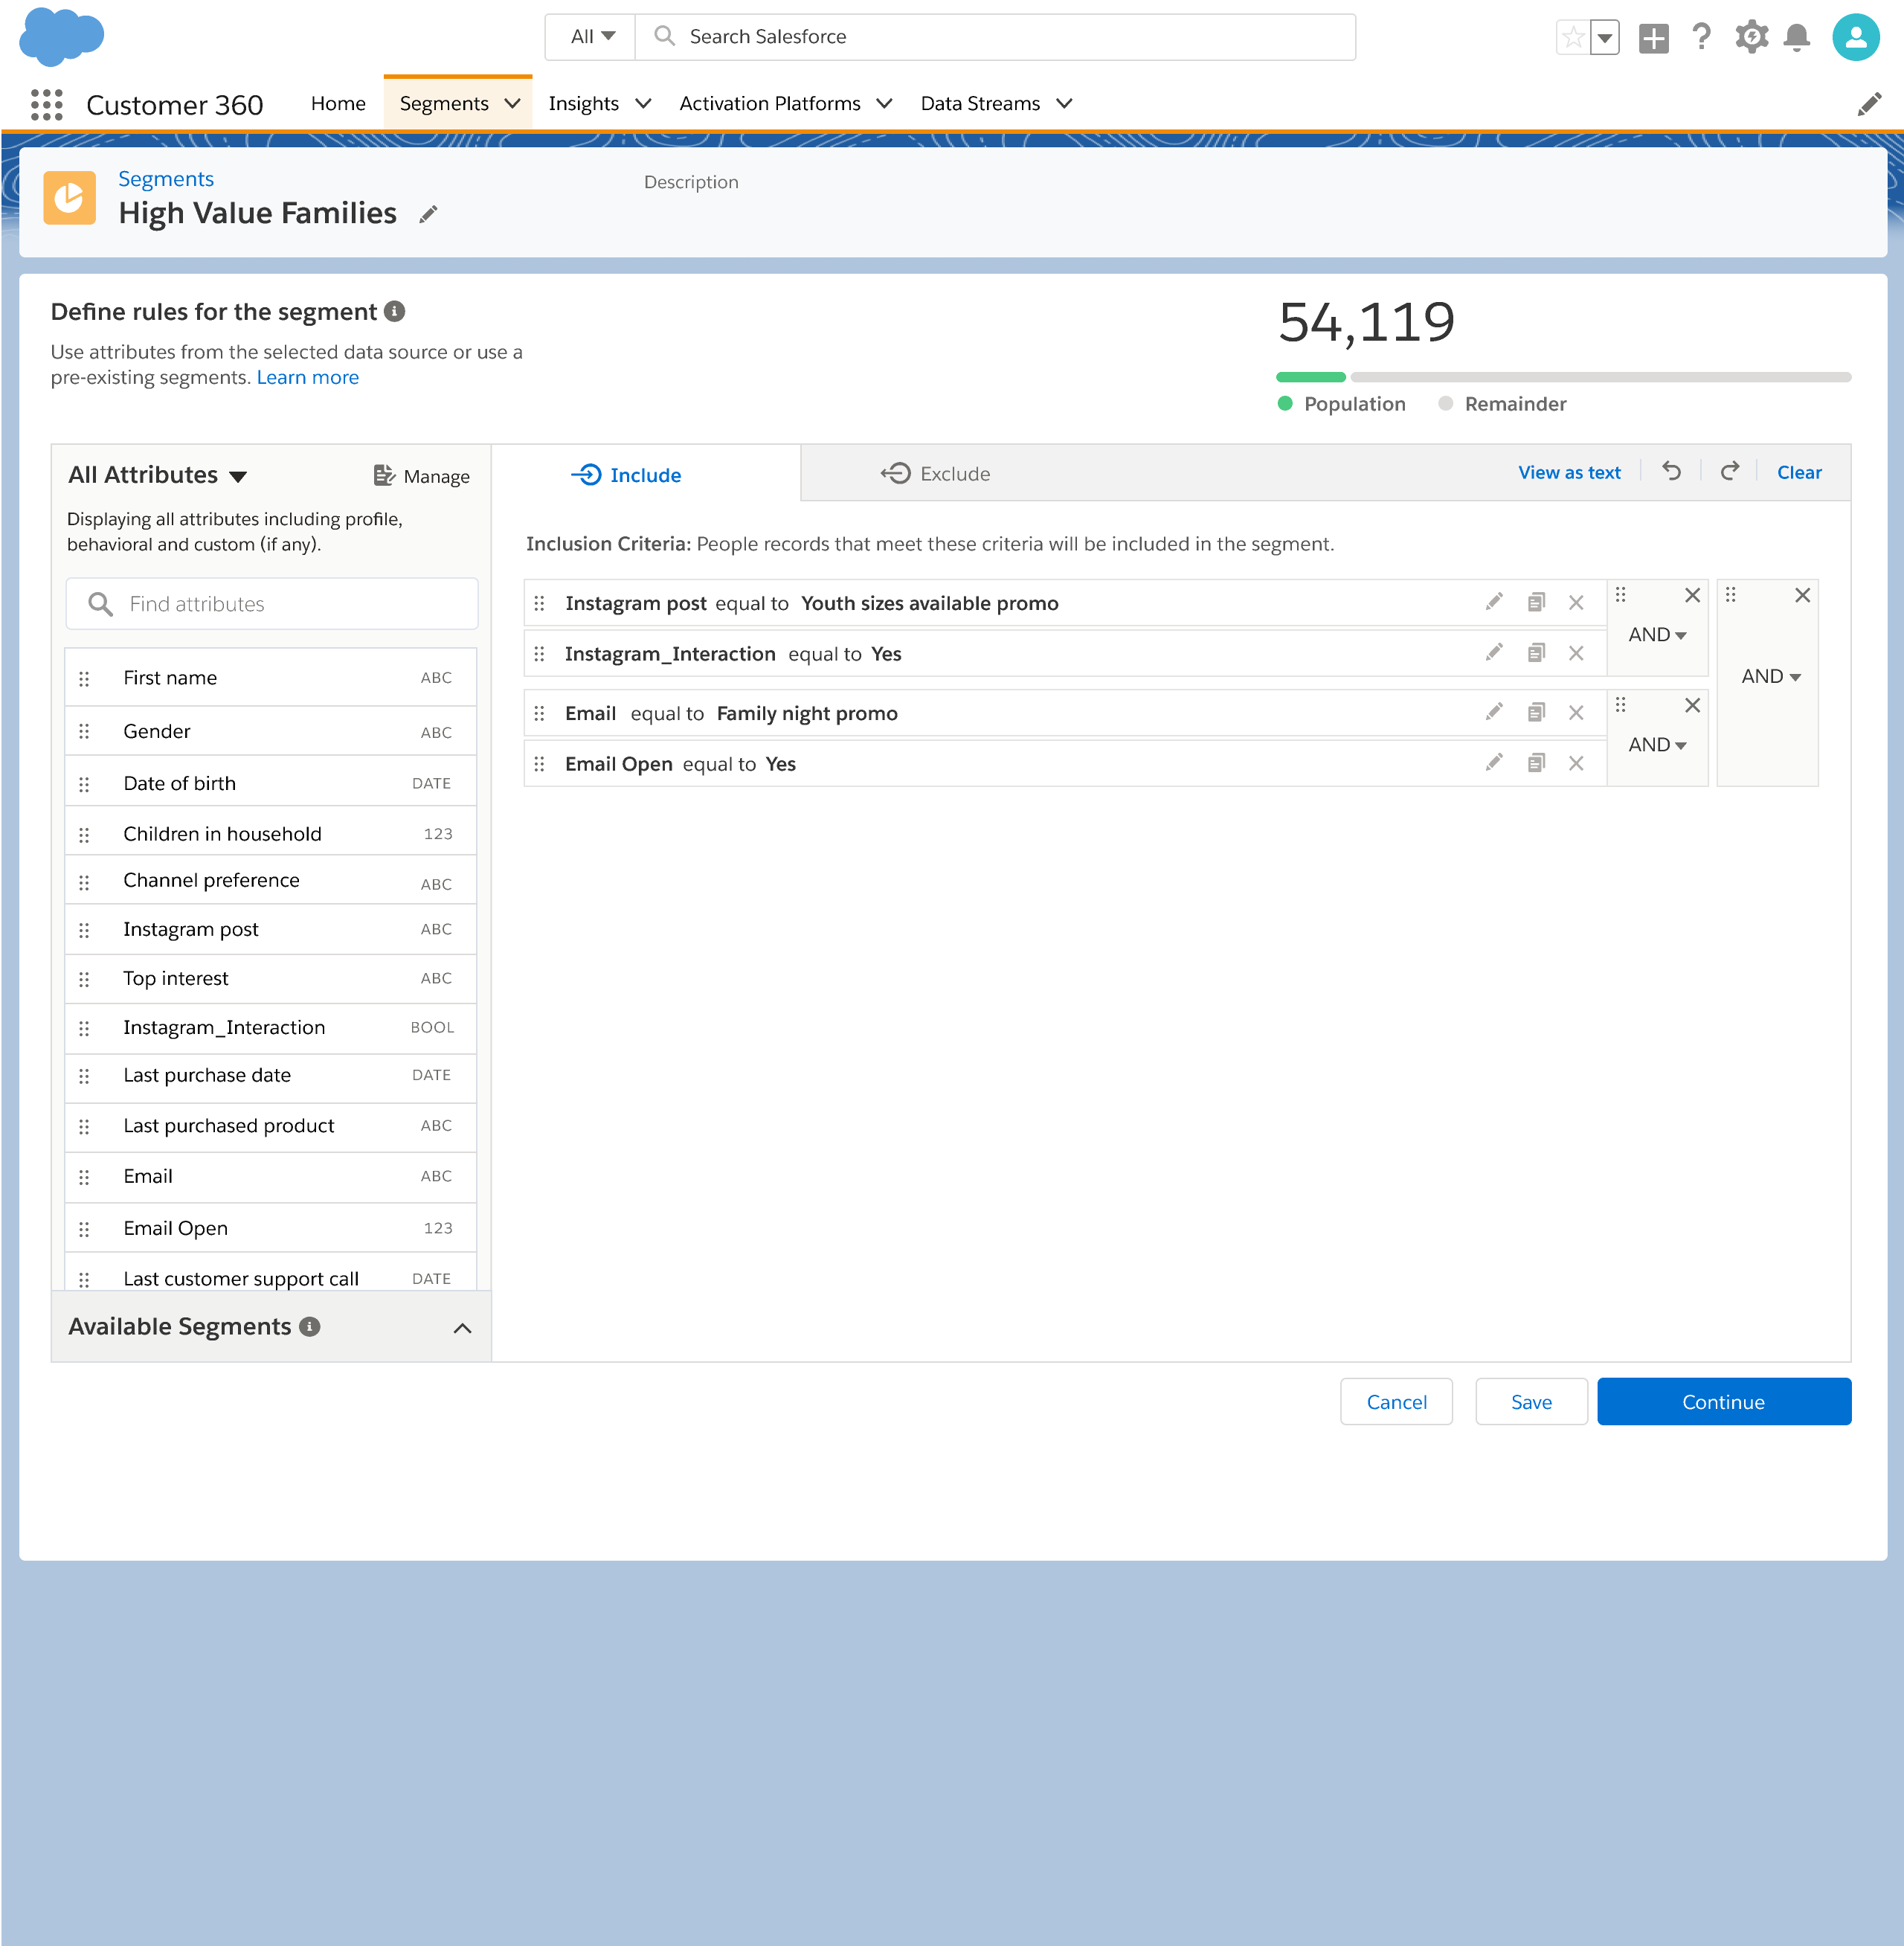 All
Search Salesforce
Customer 360
Home
Segments
Insights
Activation Platforms
Data Streams
Segments
High Value Families
Description
Define rules for the segment
Use attributes from the selected data source or use a
pre-existing segments. Learn more
54,119
Population
Remainder
All Attributes
Manage
Displaying all attributes including profile,
behavioral and custom (if any).
Find attributes
First name ABC
Gender ABC
Date of birth DATE
Children in household 123
Channel preference ABC
Instagram post ABC
Top interest ABC
Instagram_Interaction BOOL
Last purchase date DATE
Last purchased product ABC
Email ABC
Email Open 123
Last customer support call DATE
Available Segments
Include
Exclude
View as text
Clear
Inclusion Criteria: People records that meet these criteria will be included in the segment.
Instagram post equal to Youth sizes available promo
Instagram_Interaction equal to Yes
AND
Email equal to Family night promo
Email Open equal to Yes
AND
AND
Cancel
Save
Continue